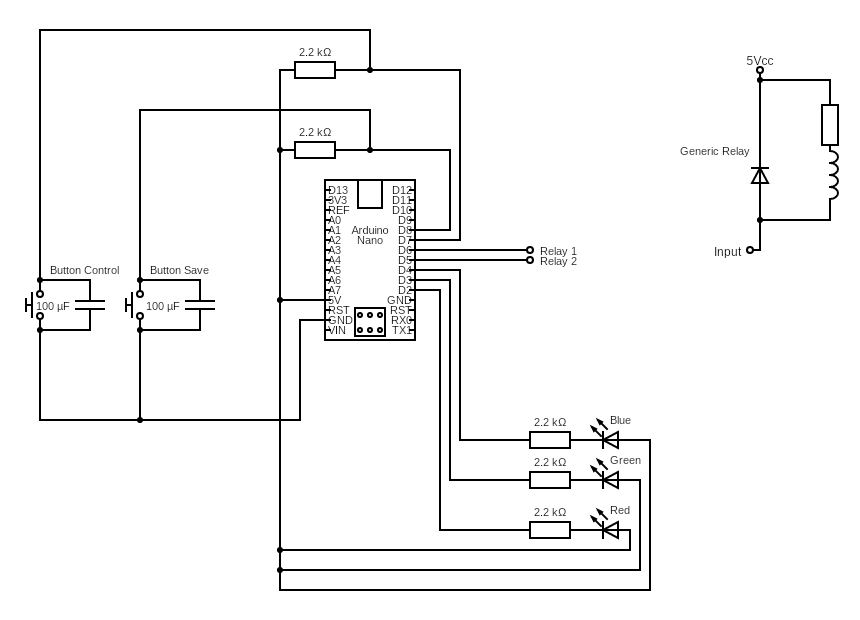 2.2 kΩ
5Vcc
2.2 kΩ
Generic Relay
D13
3V3
REF
A0
A1
A2
A3
A4
A5
A6
A7
5V
RST
GND
VIN
Arduino
Nano
D12
D11
D10
D9
D8
D7
D6
D5
D4
D3
D2
GND
RST
RX0
TX1
Relay 1
Relay 2
Input
Button Control
Button Save
100 µF
100 µF
2.2 kΩ
Blue
2.2 kΩ
Green
2.2 kΩ
Red